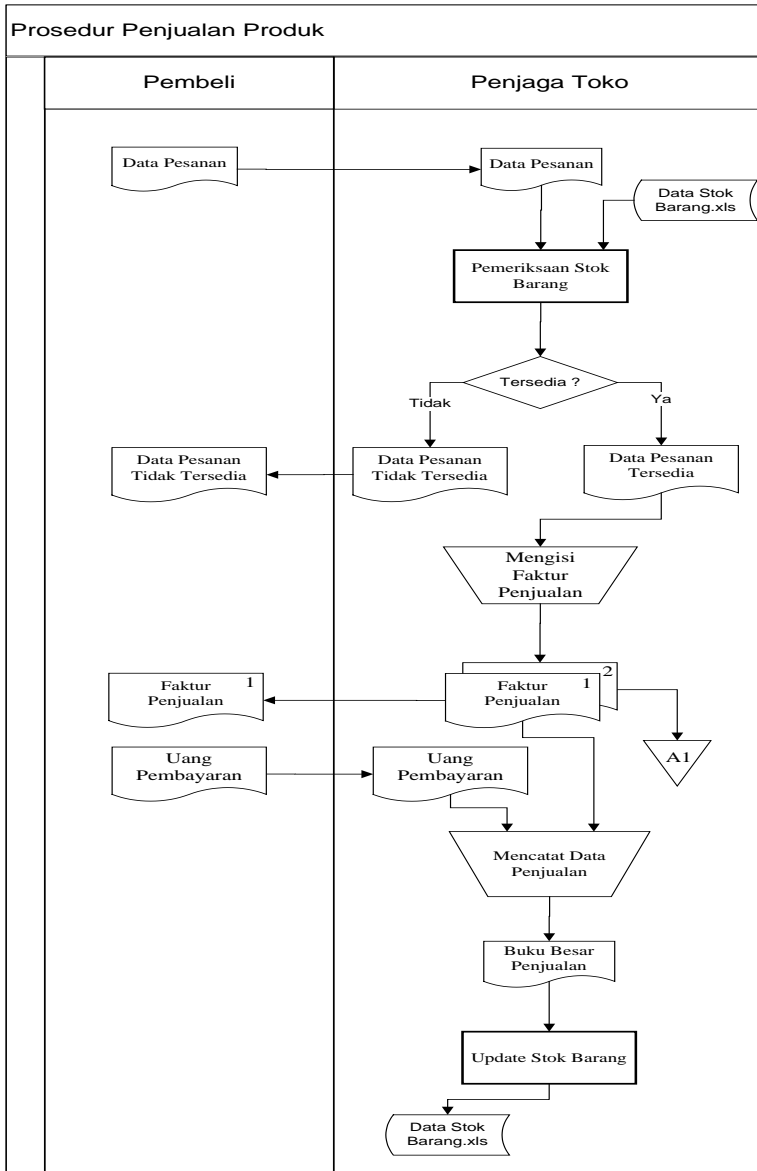 Prosedur Penjualan Produk
Pembeli
Penjaga Toko
Data Pesanan
Data Pesanan
Data Stok
Barang.xls
Pemeriksaan Stok
Barang
Tersedia ?
Tidak
Ya
Data Pesanan
Tidak Tersedia
Data Pesanan
Tidak Tersedia
Data Pesanan
Tersedia
Mengisi
Faktur
Penjualan
Faktur
Penjualan
1
Faktur
Penjualan
1
2
A1
Uang
Pembayaran
Uang
Pembayaran
Mencatat Data
Penjualan
Buku Besar
Penjualan
Update Stok Barang
Data Stok
Barang.xls